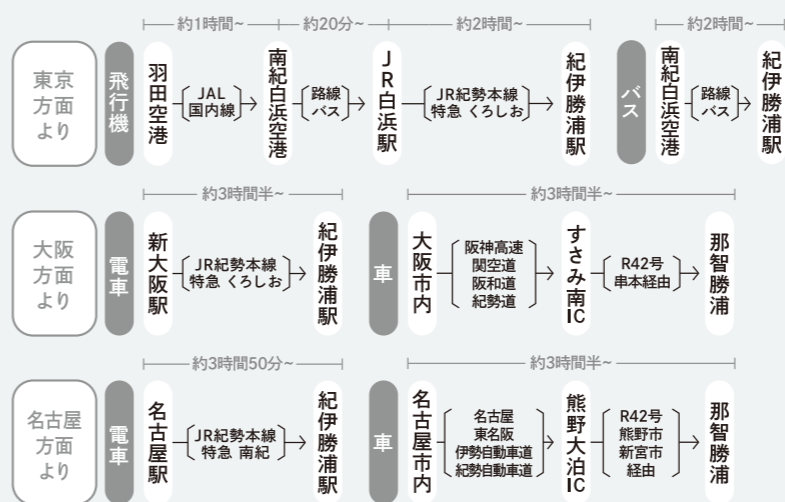 約1時間~
約20分~
約2時間~
約2時間~
東京
方面
より
飛行機
羽田空港
JAL
国内線
南紀白浜空港
路線
バス
JR白浜駅
JR紀勢本線
特急 くろしお
紀伊勝浦駅
バス
南紀白浜空港
路線
バス
紀伊勝浦駅
約3時間半~
約3時間半~
大阪
方面
より
電車
新大阪駅
JR紀勢本線
特急 くろしお
紀伊勝浦駅
車
大阪市内
阪神高速
関空道
阪和道
紀勢道
すさみ南IC
R42号
串本経由
那智勝浦
約3時間50分~
約3時間半~
名古屋
方面
より
電車
名古屋駅
JR紀勢本線
特急 南紀
紀伊勝浦駅
車
名古屋市内
名古屋
東名阪
伊勢自動車道
紀勢自動車道
熊野大泊IC
R42号
熊野市
新宮市
経由
那智勝浦